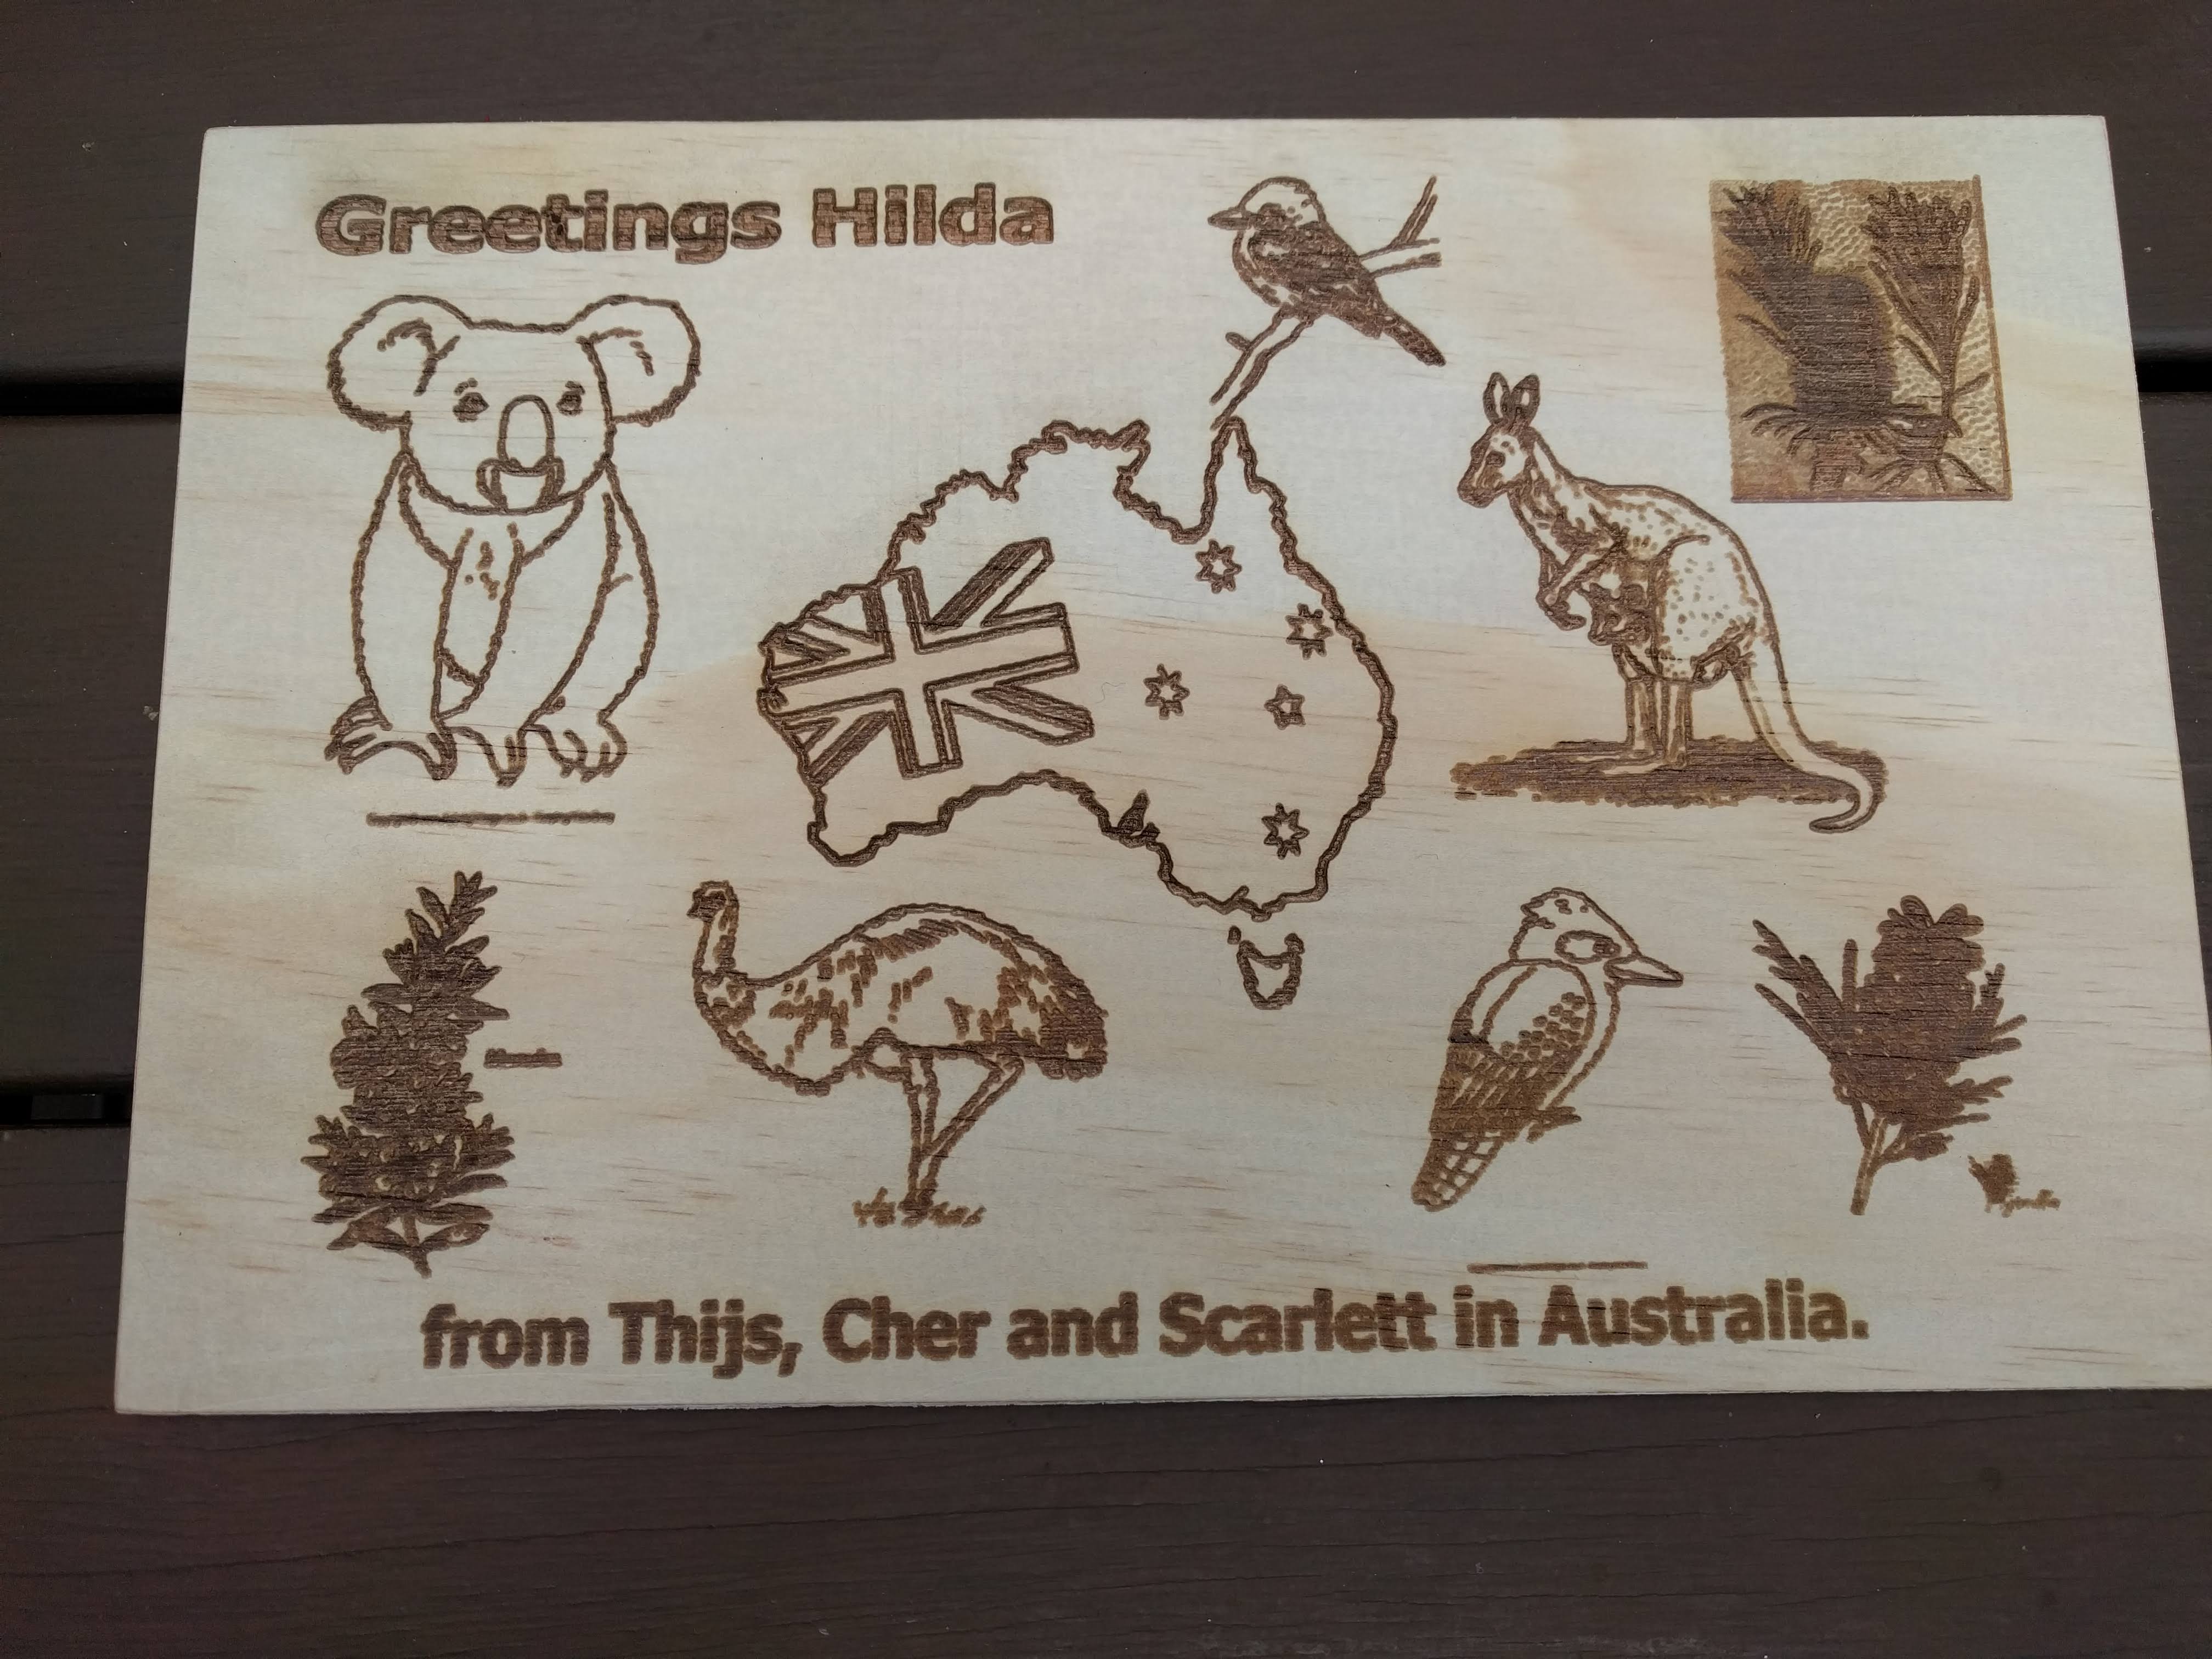 Greetings Hilda
from Thijs, Cher and Scarlett in Australia.